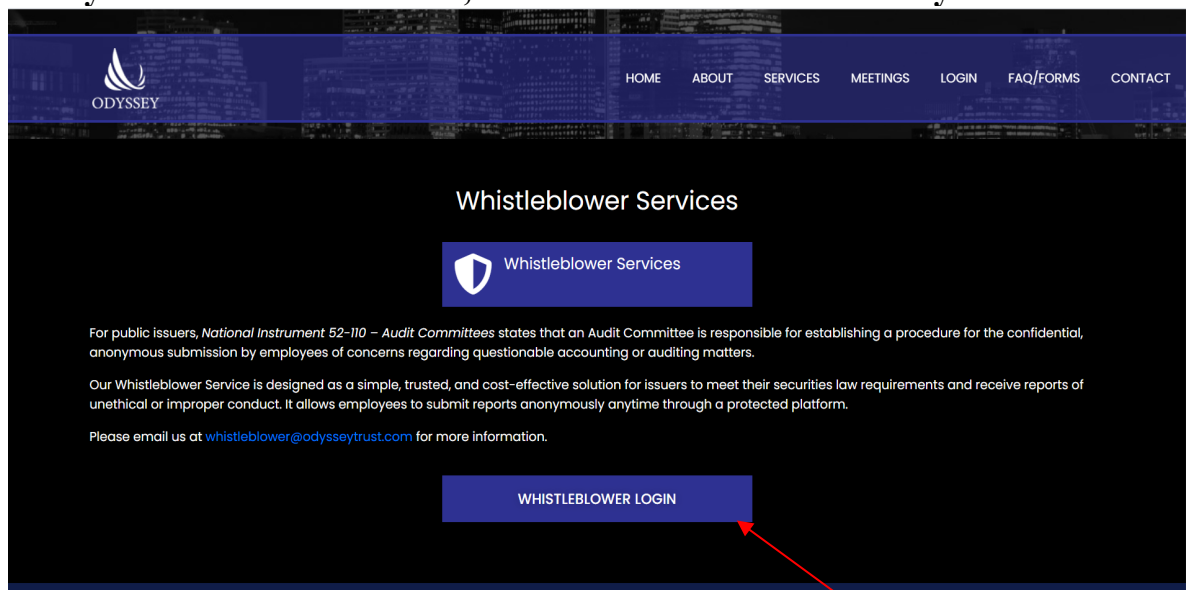 ODYSSEY
HOME ABOUT SERVICES MEETINGS LOGIN FAQ/FORMS CONTACT
Whistleblower Services
Whistleblower Services
For public issuers, National Instrument 52-110 – Audit Committees states that an Audit Committee is responsible for establishing a procedure for the confidential,
anonymous submission by employees of concerns regarding questionable accounting or auditing matters.
Our Whistleblower Service is designed as a simple, trusted, and cost-effective solution for issuers to meet their securities law requirements and receive reports of
unethical or improper conduct. It allows employees to submit reports anonymously anytime through a protected platform.
Please email us at whistleblower@odysseytrust.com for more information.
WHISTLEBLOWER LOGIN